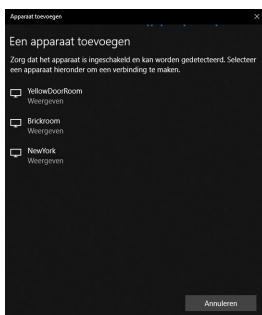 Apparaat toevoegen
Een apparaat toevoegen
Zorg dat het apparaat is ingeschakeld en kan worden gedetecteerd. Selecteer
een apparaat hieronder om een verbinding te maken.
YellowDoorRoom
Weergeven
Brickroom
Weergeven
NewYork
Weergeven
Annuleren